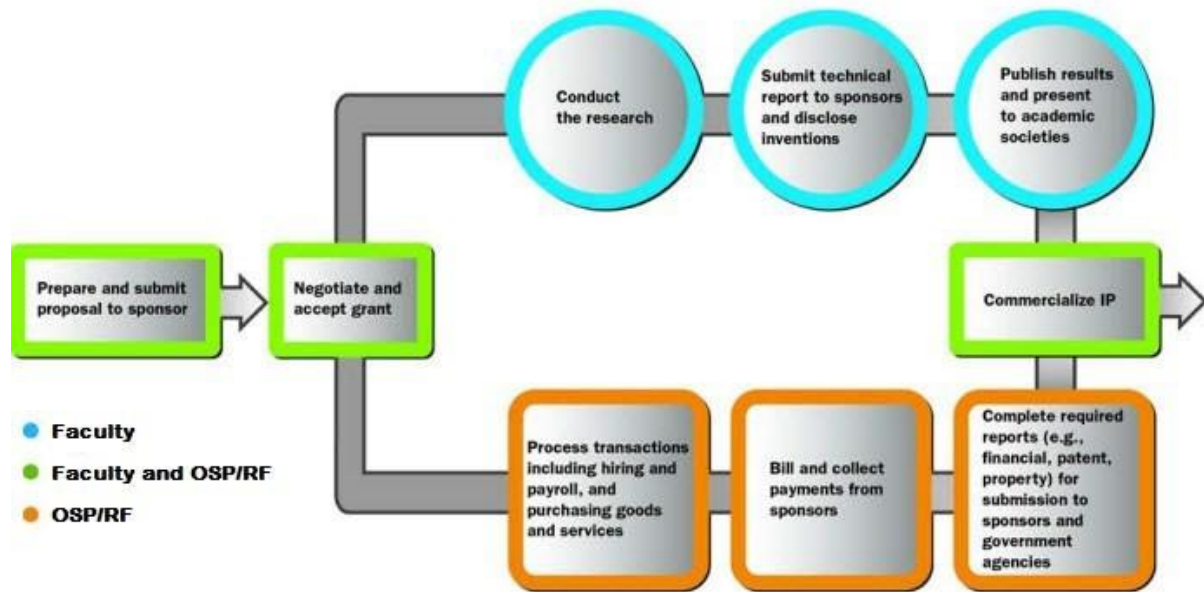 Conduct
the research
Submit technical
report to sponsors
and disclose
inventions
Publish results
and present
to academic
societies
Prepare and submit
proposal to sponsor
Negotiate and
accept grant
Commercialize IP
Faculty
Faculty and OSP/RF
OSP/RF
Process transactions
including hiring and
payroll, and
purchasing goods
and services
Bill and collect
payments from
sponsors
Complete required
reports (e.g.,
financial, patent,
property) for
submission to
sponsors and
government
agencies